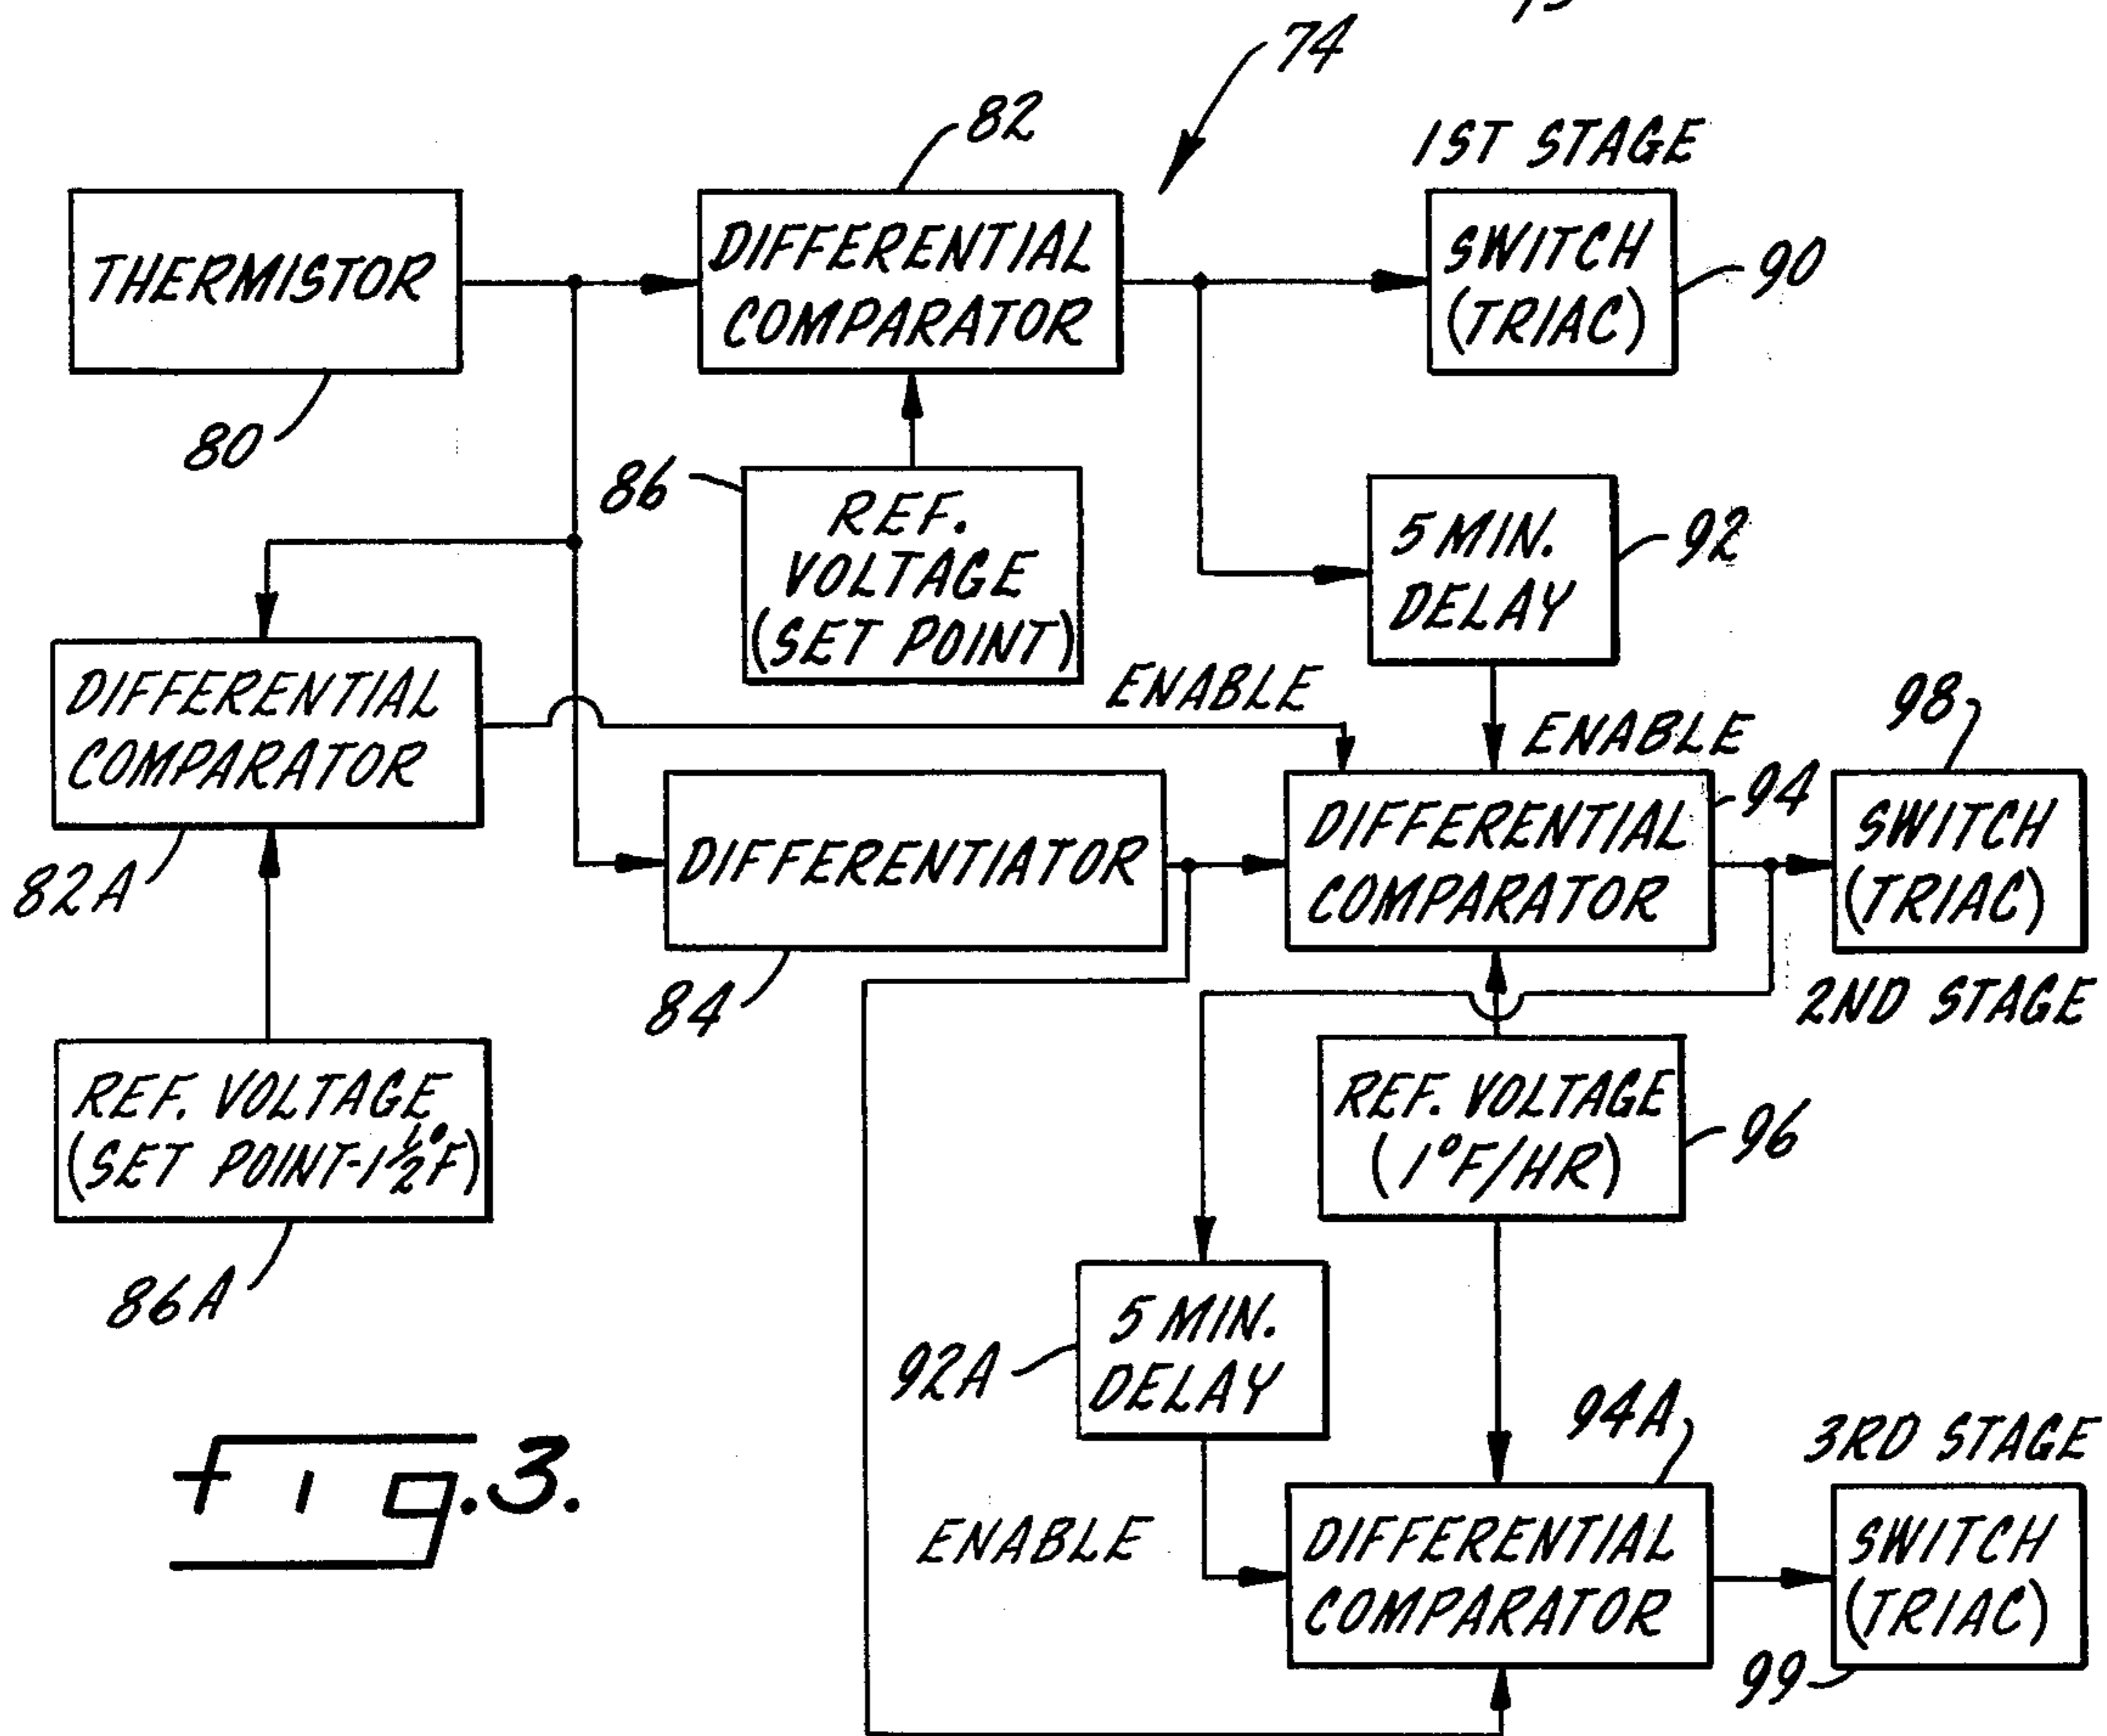 74
82
1ST STAGE
THERMISTOR
DIFFERENTIAL
COMPARATOR
SWITCH
(TRIAC)
90
80
86
REF.
VOLTAGE
(SET POINT)
5 MIN.
DELAY
92
ENABLE
ENABLE
98
DIFFERENTIAL
COMPARATOR
82A
DIFFERENTIATOR
84
DIFFERENTIAL
COMPARATOR
94
SWITCH
(TRIAC)
2ND STAGE
REF. VOLTAGE
(SET POINT-1½°F)
86A
REF. VOLTAGE
(1°F/HR)
96
5 MIN.
DELAY
92A
94A
3RD STAGE
ENABLE
DIFFERENTIAL
COMPARATOR
SWITCH
(TRIAC)
99
fig.3.